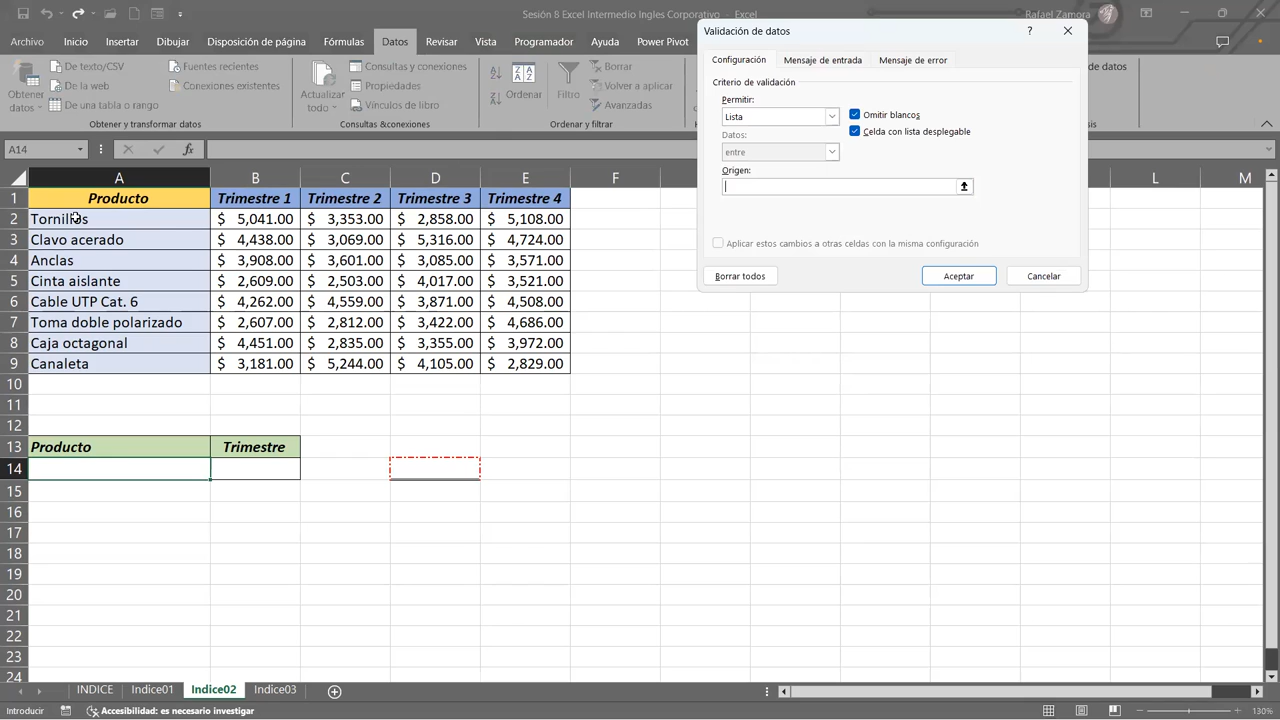 Sesión 8 Excel Intermedio Ingles Corporativo - Excel
Rafael Zamora
Archivo Inicio Insertar Dibujar Disposición de página Fórmulas Datos Revisar Vista Programador Ayuda Power Pivot
Obtener datos
De texto/CSV
De la web
De una tabla o rango
Fuentes recientes
Conexiones existentes
Obtener y transformar datos
Actualizar todo
Consultas y conexiones
Propiedades
Vínculos de libro
Consultas &conexiones
Ordenar
Filtro
Borrar
Volver a aplicar
Avanzadas
Ordenar y filtrar
de datos
Validación de datos
?
Configuración Mensaje de entrada Mensaje de error
Criterio de validación
Permitir:
Lista
Omitir blancos
Datos:
Celda con lista desplegable
entre
Origen:
Aplicar estos cambios a otras celdas con la misma configuración
Borrar todos Aceptar Cancelar
A14 fx
A B C D E F L M
1 Producto Trimestre 1 Trimestre 2 Trimestre 3 Trimestre 4
2 Tornillos $ 5,041.00 $ 3,353.00 $ 2,858.00 $ 5,108.00
3 Clavo acerado $ 4,438.00 $ 3,069.00 $ 5,316.00 $ 4,724.00
4 Anclas $ 3,908.00 $ 3,601.00 $ 3,085.00 $ 3,571.00
5 Cinta aislante $ 2,609.00 $ 2,503.00 $ 4,017.00 $ 3,521.00
6 Cable UTP Cat. 6 $ 4,262.00 $ 4,559.00 $ 3,871.00 $ 4,508.00
7 Toma doble polarizado $ 2,607.00 $ 2,812.00 $ 3,422.00 $ 4,686.00
8 Caja octagonal $ 4,451.00 $ 2,835.00 $ 3,355.00 $ 3,972.00
9 Canaleta $ 3,181.00 $ 5,244.00 $ 4,105.00 $ 2,829.00
10
11
12
13 Producto Trimestre
14
15
16
17
18
19
20
21
22
23
24
INDICE Indice01 Indice02 Indice03
Introducir Accesibilidad: es necesario investigar 130%